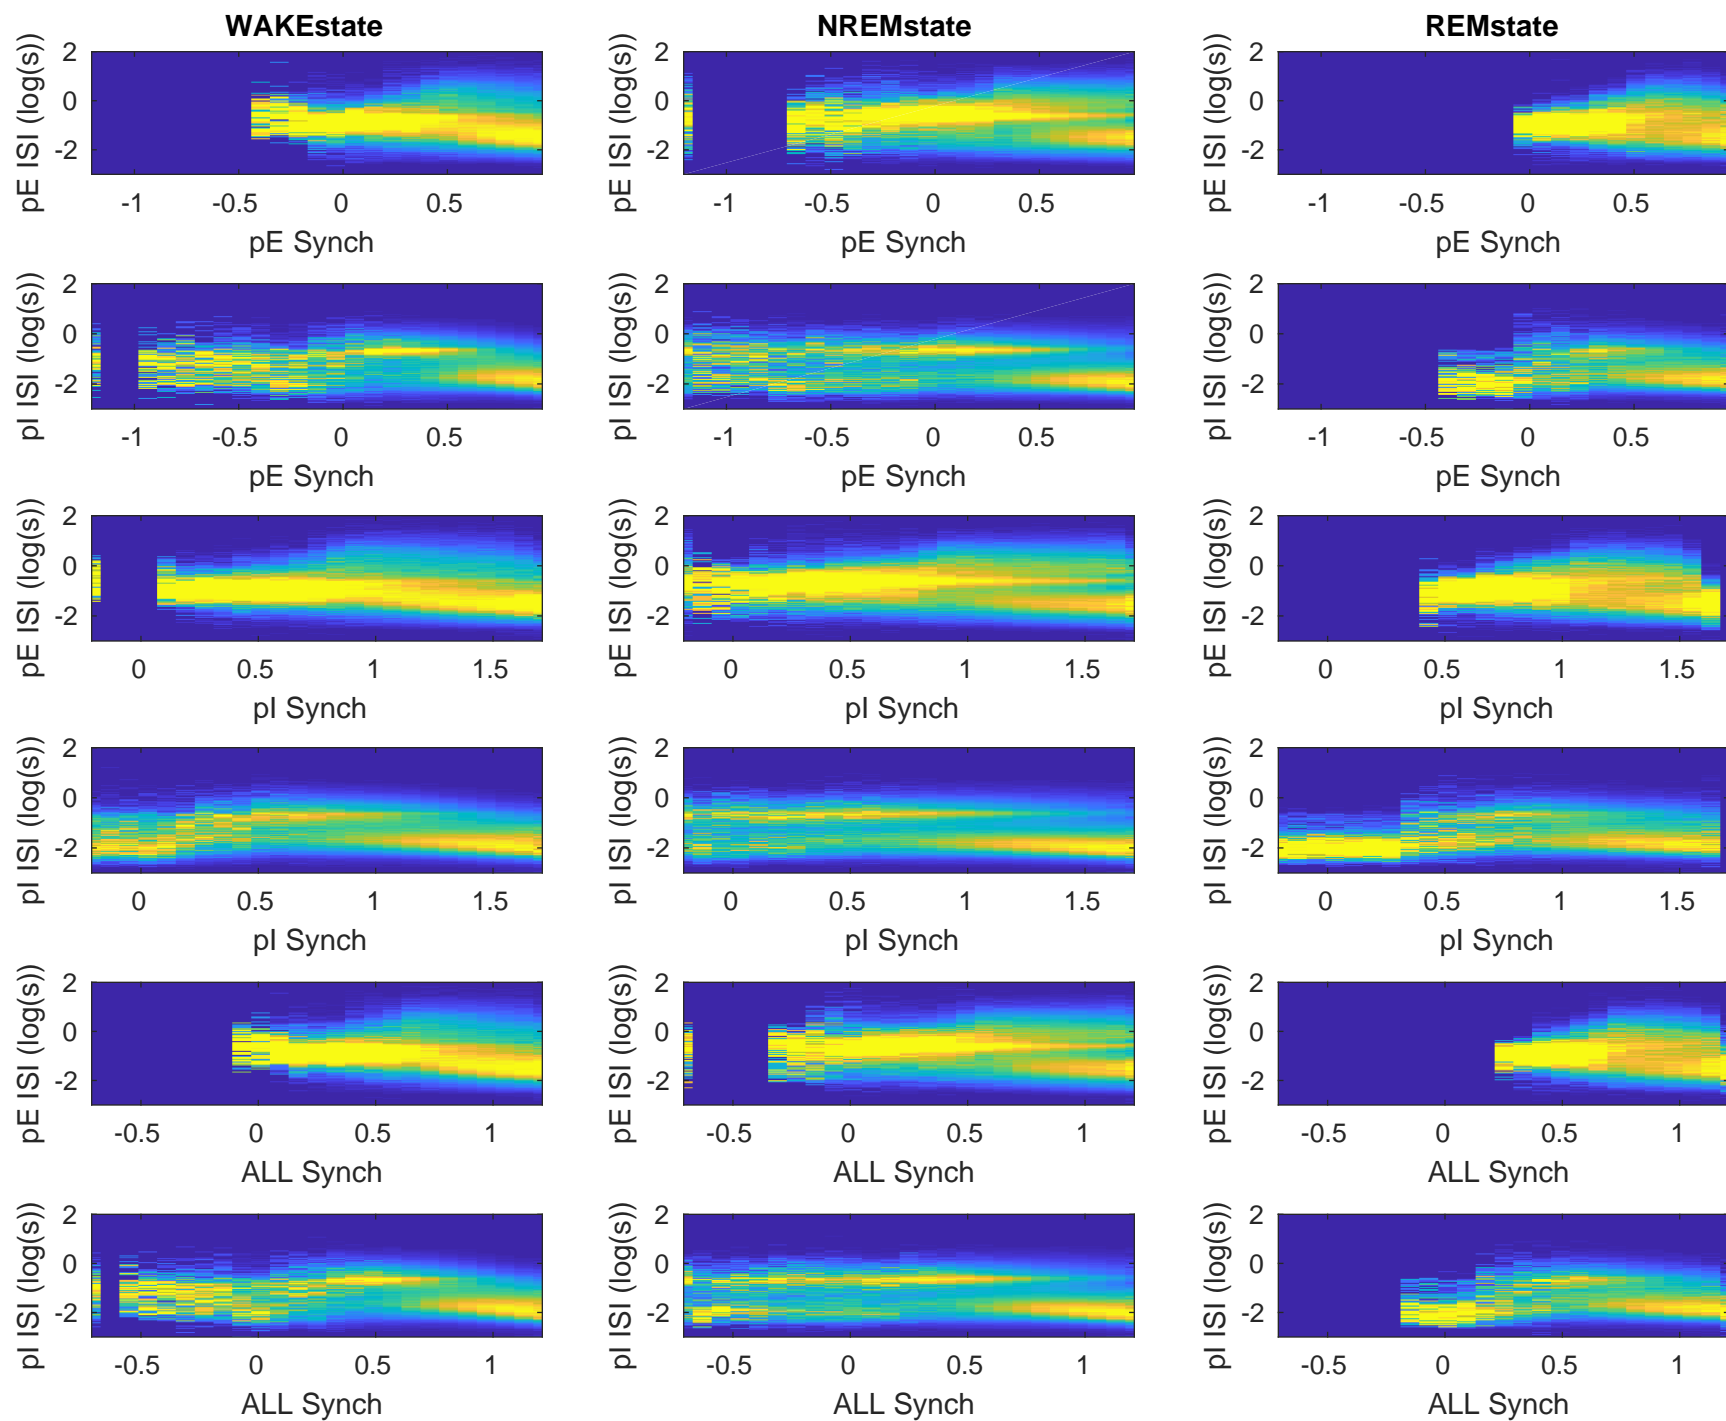 WAKEstate NREMstate REMstate
pE ISI (log(s)) 2 0 -2 pE ISI (log(s)) 2 0 -2 pE ISI (log(s)) 2 0 -2
-1 -0.5 0 0.5 -1 -0.5 0 0.5 -1 -0.5 0 0.5
pE Synch pE Synch pE Synch
pI ISI (log(s)) 2 0 -2 pI ISI (log(s)) 2 0 -2 pI ISI (log(s)) 2 0 -2
-1 -0.5 0 0.5 -1 -0.5 0 0.5 -1 -0.5 0 0.5
pE Synch pE Synch pE Synch
pE ISI (log(s)) 2 0 -2 pE ISI (log(s)) 2 0 -2 pE ISI (log(s)) 2 0 -2
0 0.5 1 1.5 0 0.5 1 1.5 0 0.5 1 1.5
pI Synch pI Synch pI Synch
pI ISI (log(s)) 2 0 -2 pI ISI (log(s)) 2 0 -2 pI ISI (log(s)) 2 0 -2
0 0.5 1 1.5 0 0.5 1 1.5 0 0.5 1 1.5
pI Synch pI Synch pI Synch
pE ISI (log(s)) 2 0 -2 pE ISI (log(s)) 2 0 -2 pE ISI (log(s)) 2 0 -2
-0.5 0 0.5 1 -0.5 0 0.5 1 -0.5 0 0.5 1
ALL Synch ALL Synch ALL Synch
pI ISI (log(s)) 2 0 -2 pI ISI (log(s)) 2 0 -2 pI ISI (log(s)) 2 0 -2
-0.5 0 0.5 1 -0.5 0 0.5 1 -0.5 0 0.5 1
ALL Synch ALL Synch ALL Synch